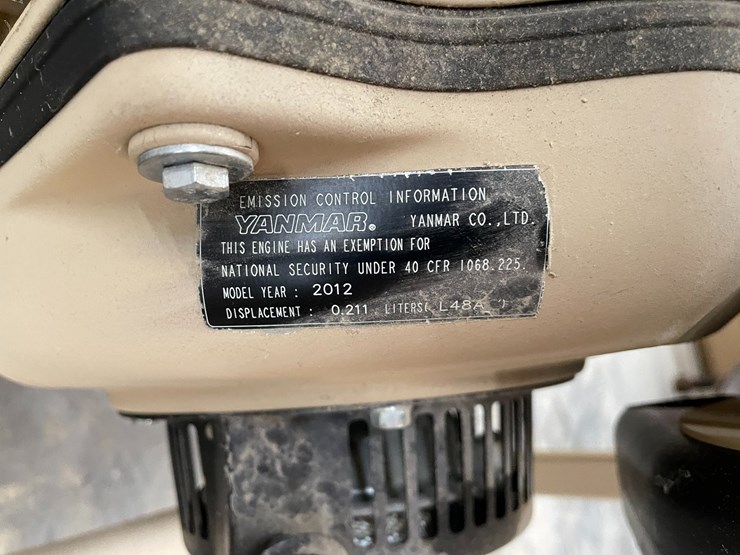 EMISSION CONTROL INFORMATION
YANMAR® YANMAR CO.,LTD.
THIS ENGINE HAS AN EXEMPTION FOR
NATIONAL SECURITY UNDER 40 CFR 1068.225.
MODEL YEAR : 2012
DISPLACEMENT : 0.211 LITERS( L48A )